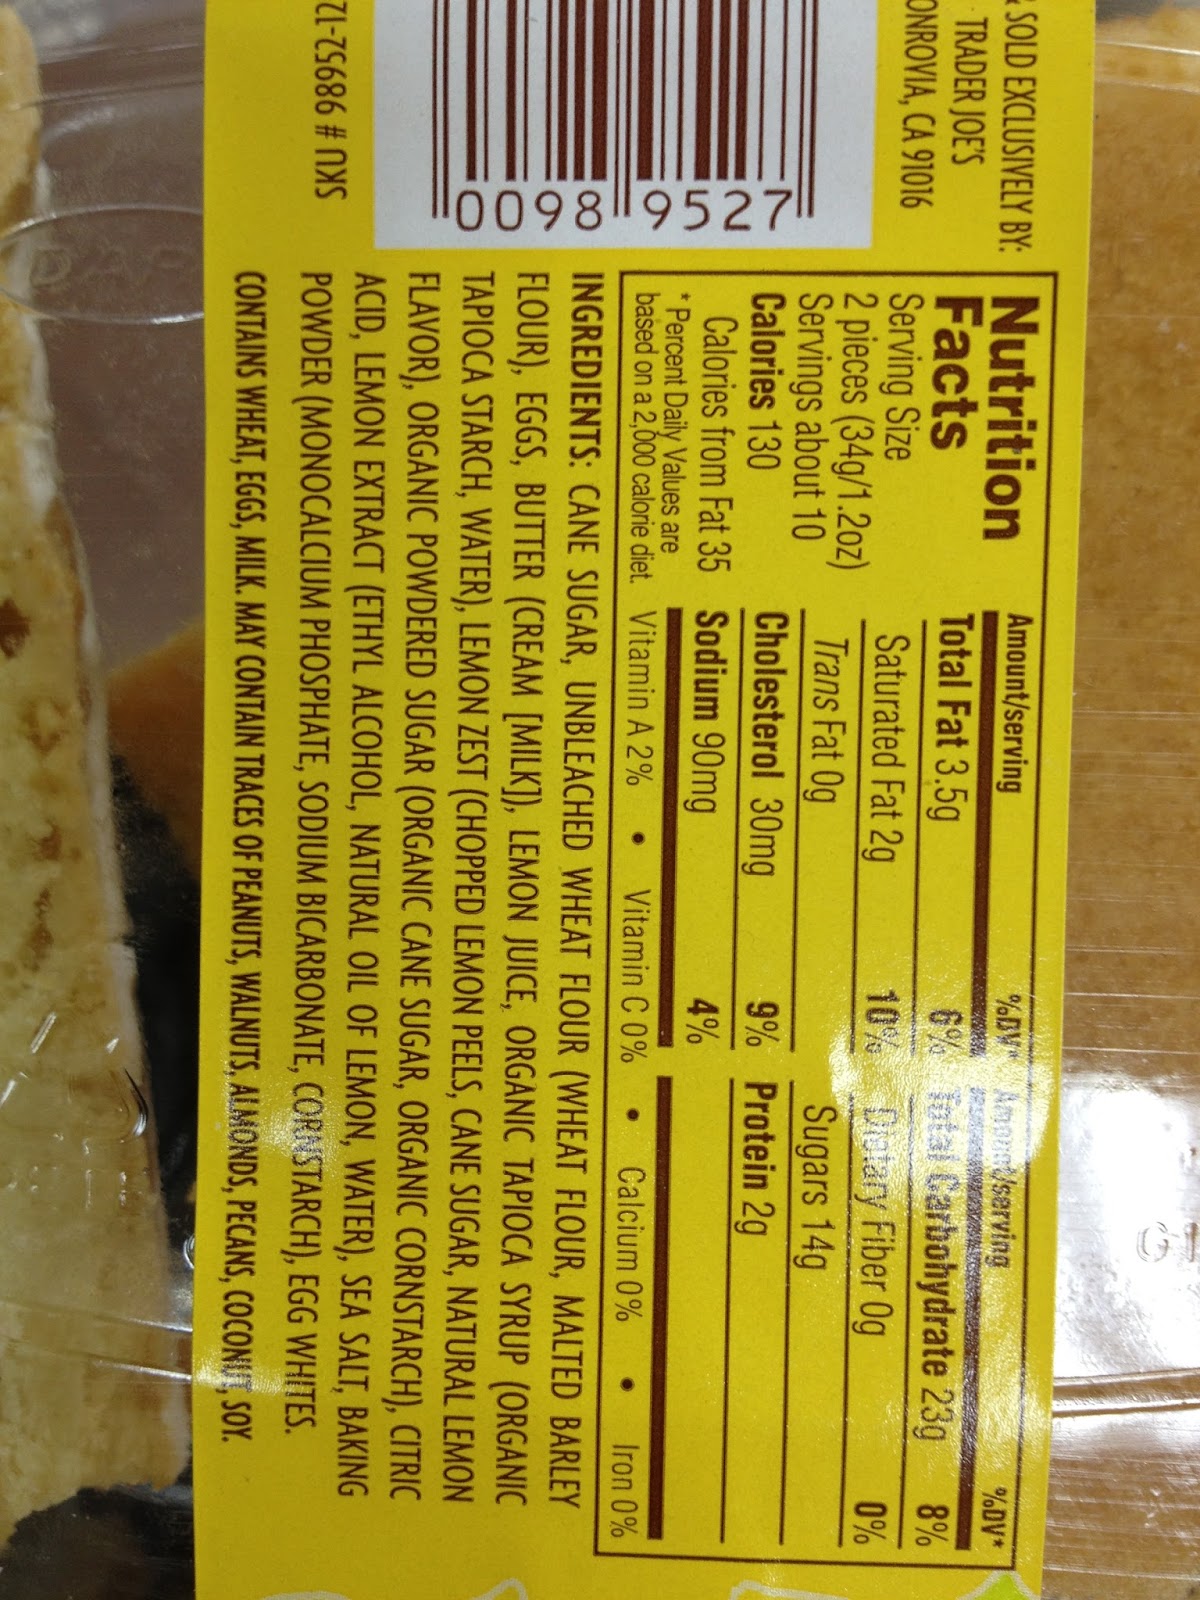 SOLD EXCLUSIVELY BY:
TRADER JOE'S
ONROVIA, CA 91016
0098 9527
SKU # 98952-12
Nutrition
Facts
Serving Size
2 pieces (34g/1.2oz)
Servings about 10
Calories 130
Calories from Fat 35
*Percent Daily Values are
based on a 2,000 calorie diet.
Amount/serving %DV*
Total Fat 3.5g 6%
Saturated Fat 2g 10%
Trans Fat 0g
Cholesterol 30mg 9%
Sodium 90mg 4%
Amount/serving %DV*
Total Carbohydrate 23g 8%
Dietary Fiber 0g 0%
Sugars 14g
Protein 2g
Vitamin A 2% • Vitamin C 0% • Calcium 0% • Iron 0%
INGREDIENTS: CANE SUGAR, UNBLEACHED WHEAT FLOUR (WHEAT FLOUR, MALTED BARLEY
FLOUR), EGGS, BUTTER (CREAM [MILK]), LEMON JUICE, ORGANIC TAPIOCA SYRUP (ORGANIC
TAPIOCA STARCH, WATER), LEMON ZEST (CHOPPED LEMON PEELS, CANE SUGAR, NATURAL LEMON
FLAVOR), ORGANIC POWDERED SUGAR (ORGANIC CANE SUGAR, ORGANIC CORNSTARCH), CITRIC
ACID, LEMON EXTRACT (ETHYL ALCOHOL, NATURAL OIL OF LEMON, WATER), SEA SALT, BAKING
POWDER (MONOCALCIUM PHOSPHATE, SODIUM BICARBONATE, CORNSTARCH), EGG WHITES.
CONTAINS WHEAT, EGGS, MILK. MAY CONTAIN TRACES OF PEANUTS, WALNUTS, ALMONDS, PECANS, COCONUT, SOY.